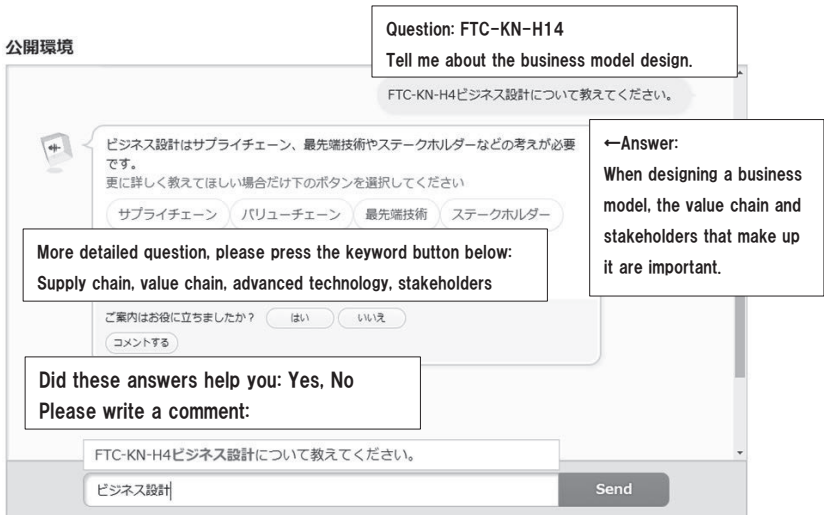 公開環境
Question: FTC-KN-H14
Tell me about the business model design.
FTC-KN-H4ビジネス設計について教えてください。
ビジネス設計はサプライチェーン、最先端技術やステークホルダーなどの考えが必要
です。
更に詳しく教えてほしい場合だけ下のボタンを選択してください
サプライチェーン バリューチェーン 最先端技術 ステークホルダー
←Answer:
When designing a business
model, the value chain and
stakeholders that make up
it are important.
More detailed question, please press the keyword button below:
Supply chain, value chain, advanced technology, stakeholders
ご案内はお役に立ちましたか? はい いいえ
コメントする
Did these answers help you: Yes, No
Please write a comment:
FTC-KN-H4ビジネス設計について教えてください。
ビジネス設計 Send